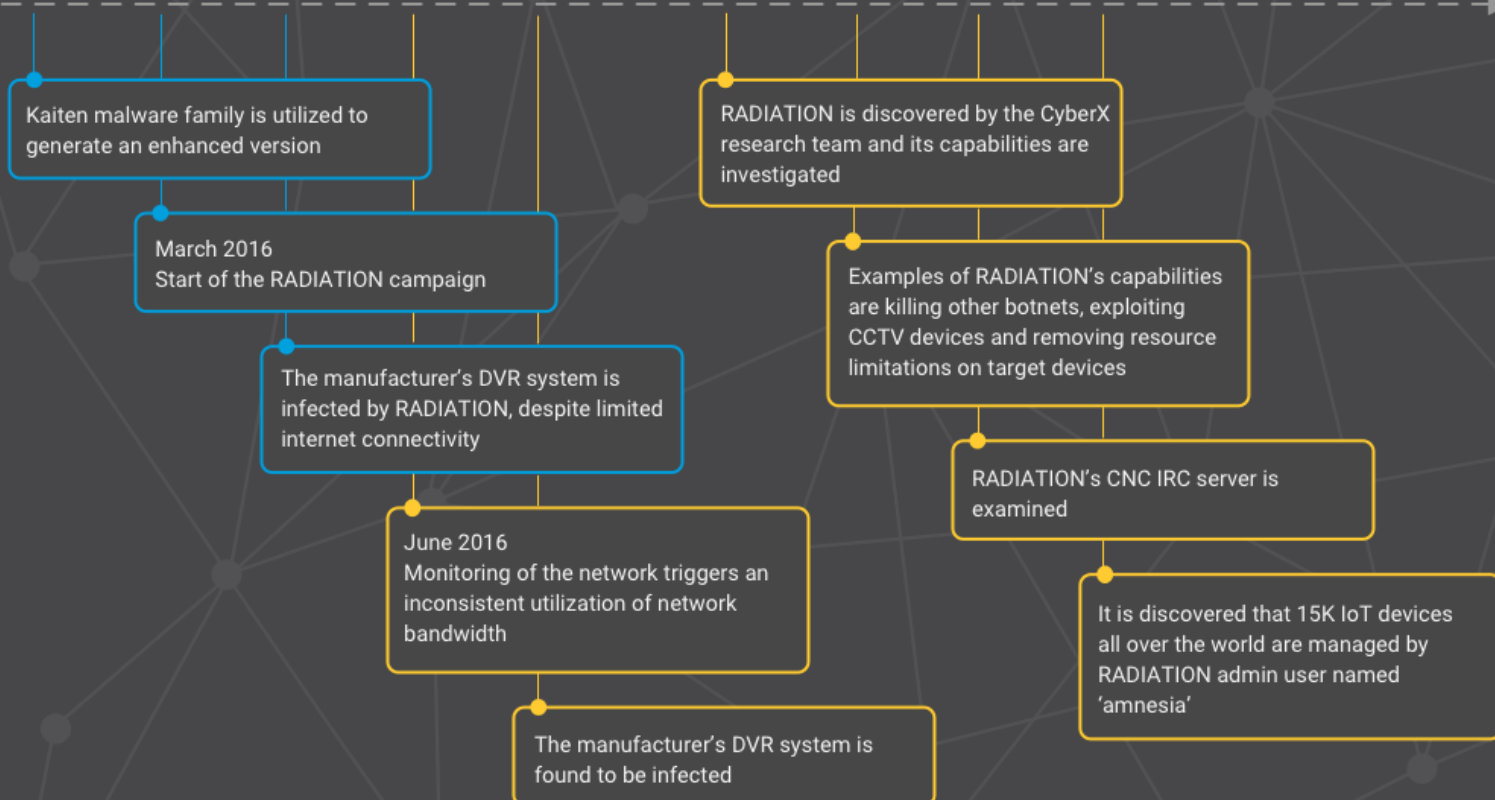 Kaiten malware family is utilized to
generate an enhanced version
March 2016
Start of the RADIATION campaign
The manufacturer's DVR system is
infected by RADIATION, despite limited
internet connectivity
June 2016
Monitoring of the network triggers an
inconsistent utilization of network
bandwidth
The manufacturer's DVR system is
found to be infected
RADIATION is discovered by the CyberX
research team and its capabilities are
investigated
Examples of RADIATION's capabilities
are killing other botnets, exploiting
CCTV devices and removing resource
limitations on target devices
RADIATION's CNC IRC server is
examined
It is discovered that 15K IoT devices
all over the world are managed by
RADIATION admin user named
‘amnesia’